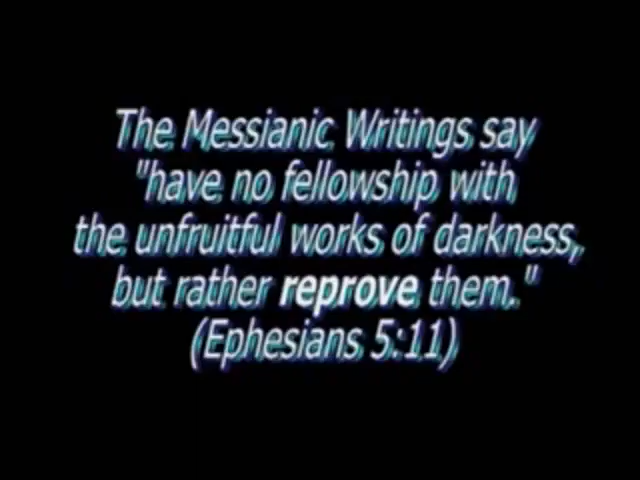 The Messianic Writings say
"have no fellowship with
the unfruitful works of darkness,
but rather reprove them."
(Ephesians 5:11)